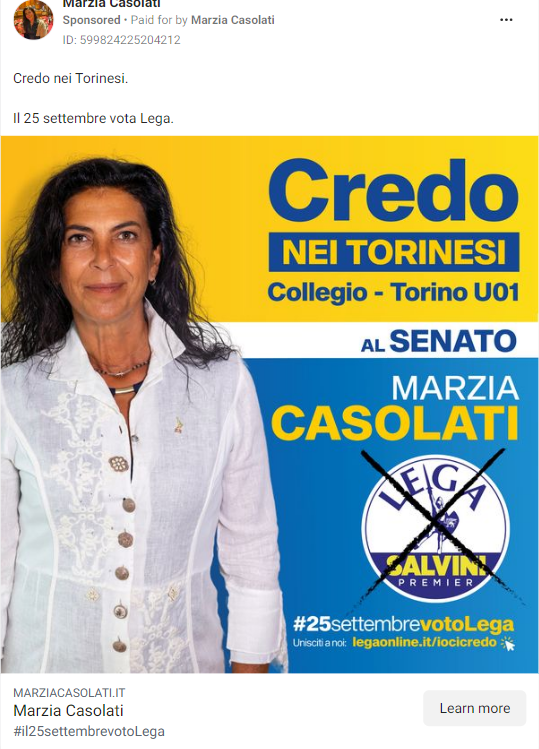 Marzia Casolati
Sponsored • Paid for by Marzia Casolati
ID: 599824225204212
Credo nei Torinesi.
Il 25 settembre vota Lega.
Credo
NEI TORINESI
Collegio - Torino U01
AL SENATO
MARZIA
CASOLATI
LEGA
SALVINI
PREMIER
#25settembrevotoLega
Unisciti a noi: legaonline.it/iocicredo
MARZIACASOLATI.IT
Marzia Casolati
#il25settembrevotoLega
Learn more